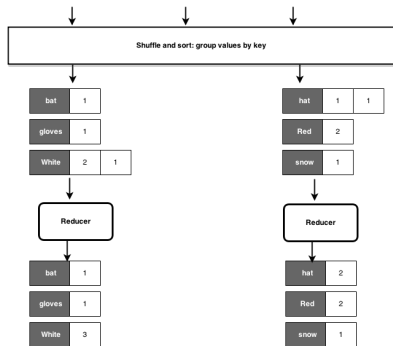 Shuffle and sort: group values by key
bat 1
hat 1 1
gloves 1
Red 2
White 2 1
snow 1
Reducer
Reducer
bat 1
hat 2
gloves 1
Red 2
White 3
snow 1